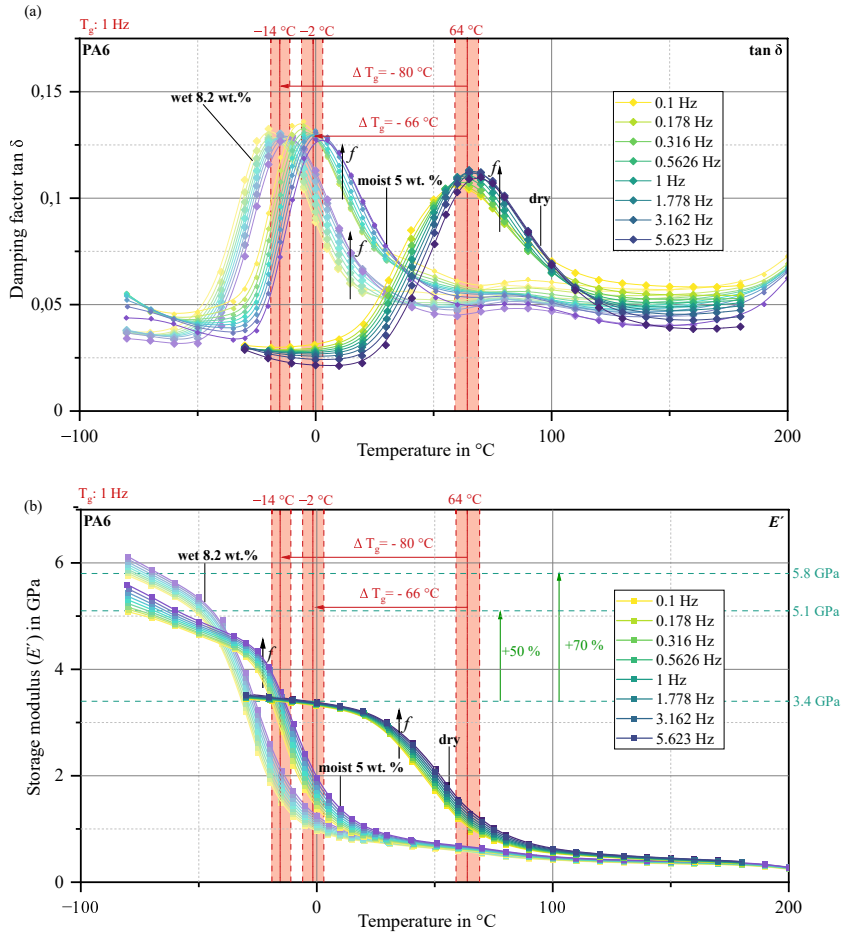 (a)
T_g: 1 Hz
−14 °C
−2 °C
64 °C
PA6
tan δ
Δ T_g= - 80 °C
wet 8.2 wt.%
Δ T_g= - 66 °C
f
moist 5 wt. %
f
f
dry
0.1 Hz
0.178 Hz
0.316 Hz
0.5626 Hz
1 Hz
1.778 Hz
3.162 Hz
5.623 Hz
Damping factor tan δ
0,15
0,1
0,05
0
−100
0
100
200
Temperature in °C
(b)
T_g: 1 Hz
−14 °C
−2 °C
64 °C
PA6
E´
wet 8.2 wt.%
Δ T_g= - 80 °C
Δ T_g= - 66 °C
5.8 GPa
5.1 GPa
3.4 GPa
+50 %
+70 %
f
f
dry
moist 5 wt. %
0.1 Hz
0.178 Hz
0.316 Hz
0.5626 Hz
1 Hz
1.778 Hz
3.162 Hz
5.623 Hz
Storage modulus (E´) in GPa
6
4
2
0
−100
0
100
200
Temperature in °C